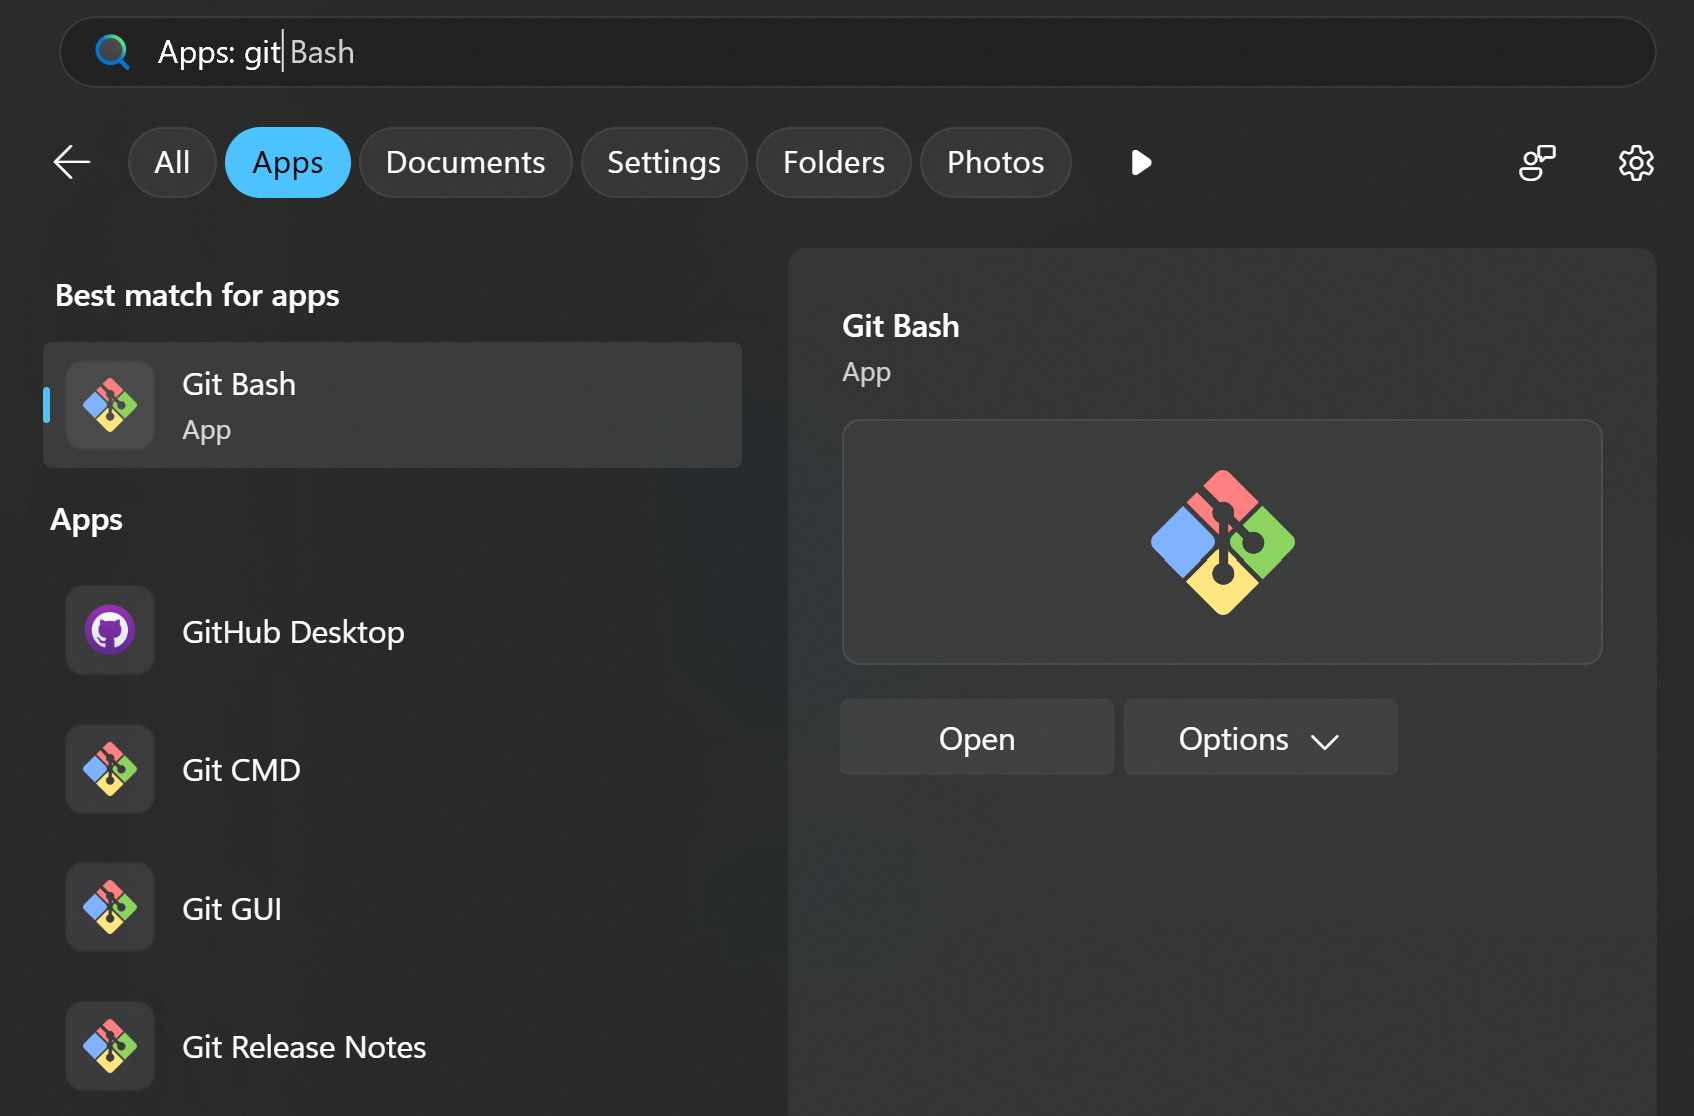 Apps: git Bash
All Apps Documents Settings Folders Photos
Best match for apps
Git Bash
App
Apps
GitHub Desktop
Git CMD
Git GUI
Git Release Notes
Git Bash
App
Open Options